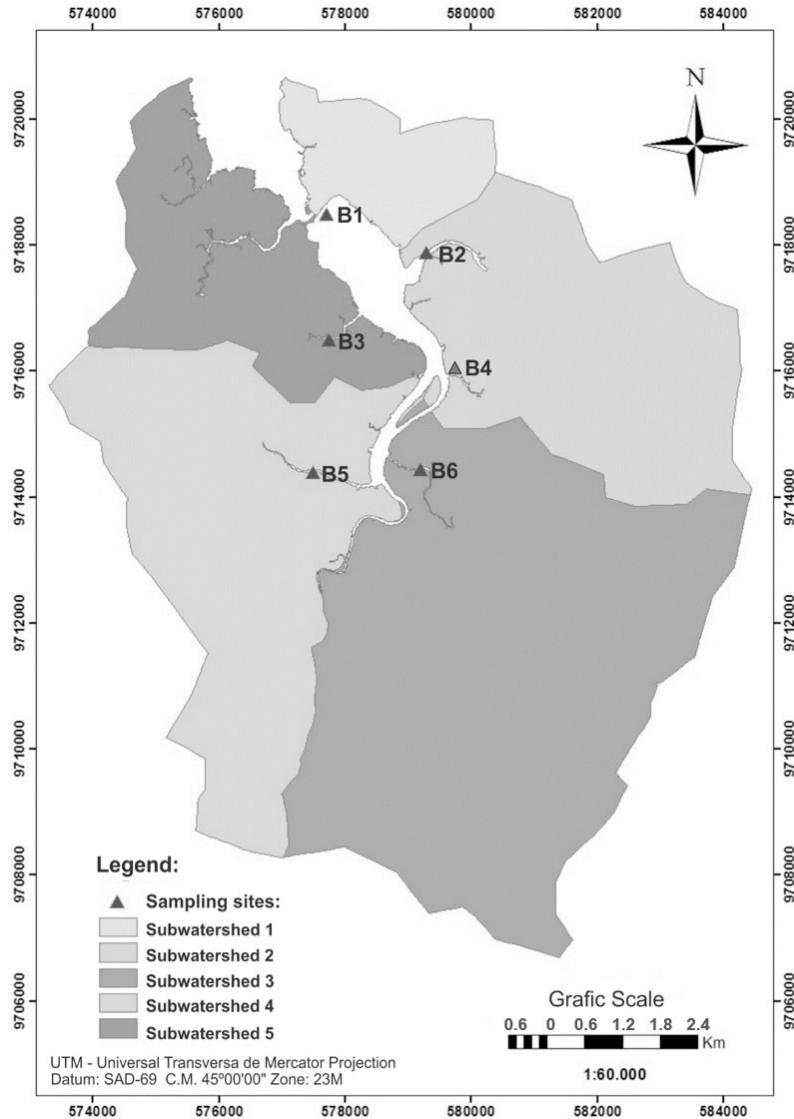 574000 576000 578000 580000 582000 584000
9720000 9720000
N
B1
9718000 9718000
B2
B3
9716000 9716000
B4
B5 B6
9714000 9714000
9712000 9712000
9710000 9710000
9708000 9708000
Legend:
Sampling sites:
Subwatershed 1
Subwatershed 2
Subwatershed 3
Subwatershed 4
Subwatershed 5
9706000 9706000
Grafic Scale
0.6 0 0.6 1.2 1.8 2.4
Km
1:60.000
UTM - Universal Transversa de Mercator Projection
Datum: SAD-69 C.M. 45º00'00" Zone: 23M
574000 576000 578000 580000 582000 584000